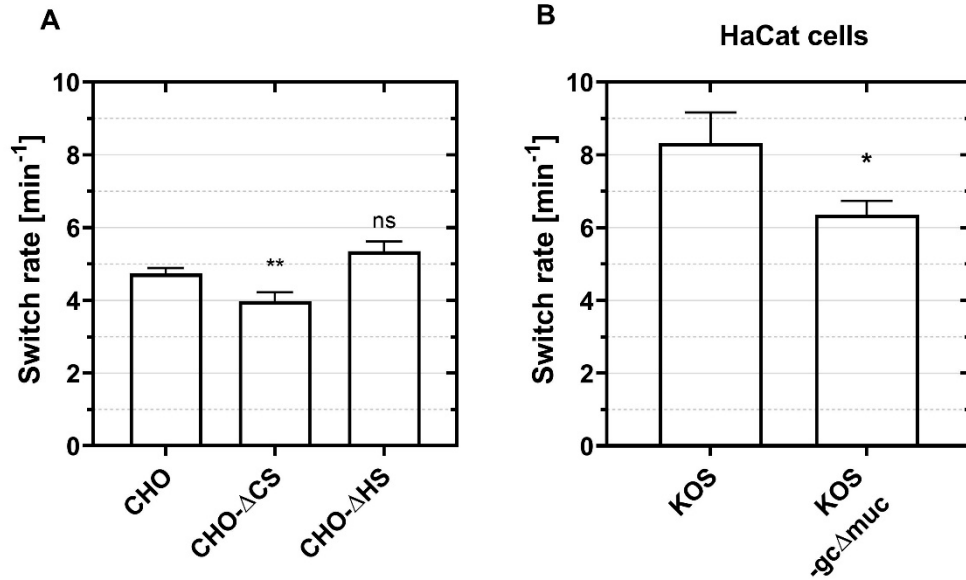 A
Switch rate [min⁻¹]
10
8
6
4
2
0
**
ns
CHO
CHO-ΔCS
CHO-ΔHS
B
HaCat cells
Switch rate [min⁻¹]
10
8
6
4
2
0
*
KOS
KOS
-gcΔmuc